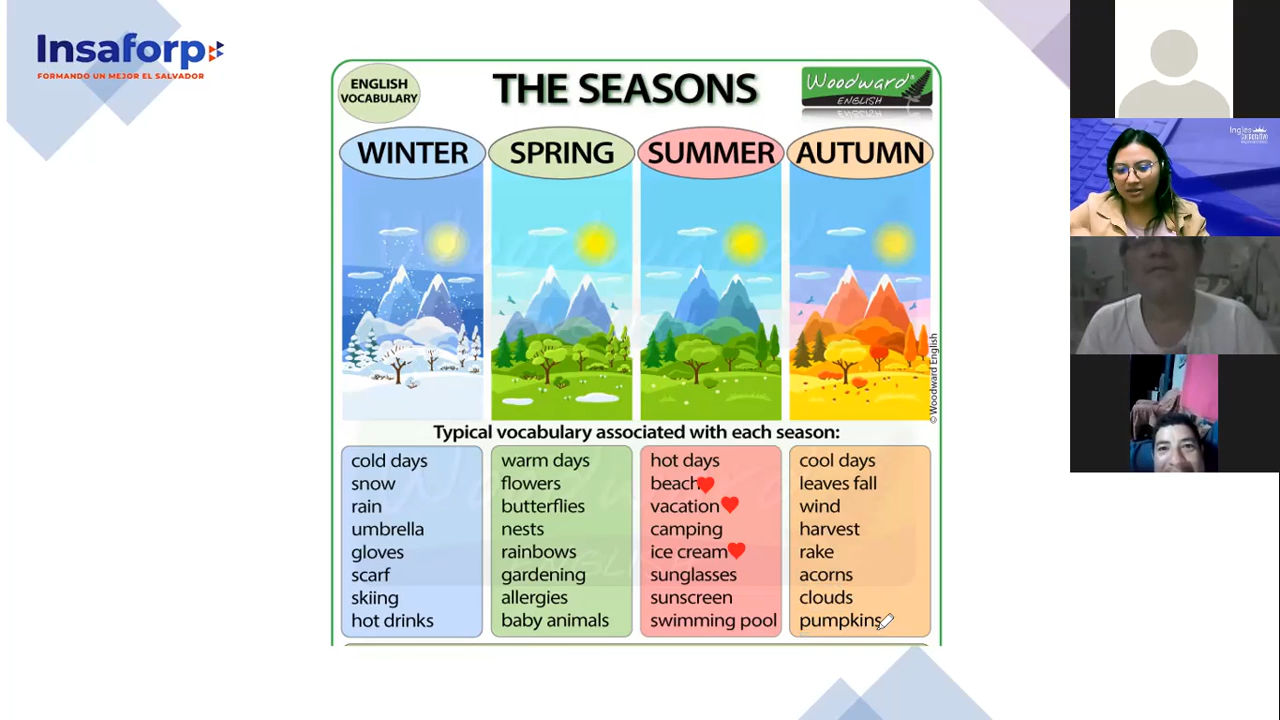 Insaforp
FORMANDO UN MEJOR EL SALVADOR
ENGLISH
VOCABULARY
THE SEASONS
Woodward®
ENGLISH
WINTER
SPRING
SUMMER
AUTUMN
© Woodward English
Typical vocabulary associated with each season:
cold days
snow
rain
umbrella
gloves
scarf
skiing
hot drinks
warm days
flowers
butterflies
nests
rainbows
gardening
allergies
baby animals
hot days
beach
vacation
camping
ice cream
sunglasses
sunscreen
swimming pool
cool days
leaves fall
wind
harvest
rake
acorns
clouds
pumpkins
Ingles